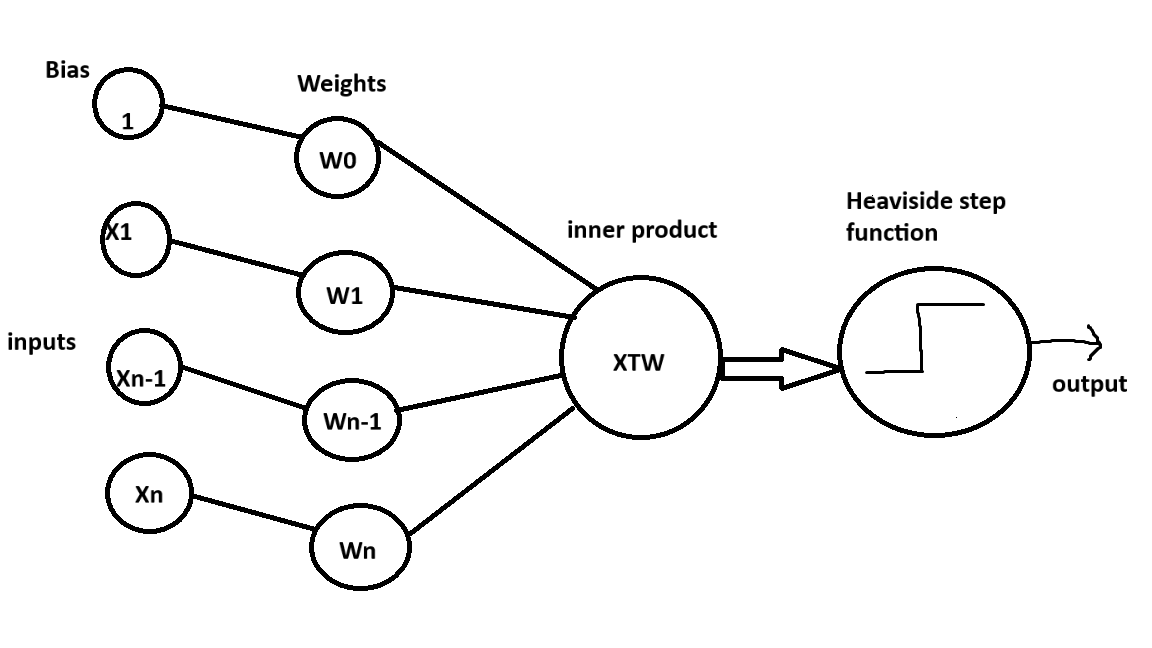 Bias
1
Weights
W0
X1
W1
inputs
Xn-1
Wn-1
Xn
Wn
inner product
XTW
Heaviside step
function
output